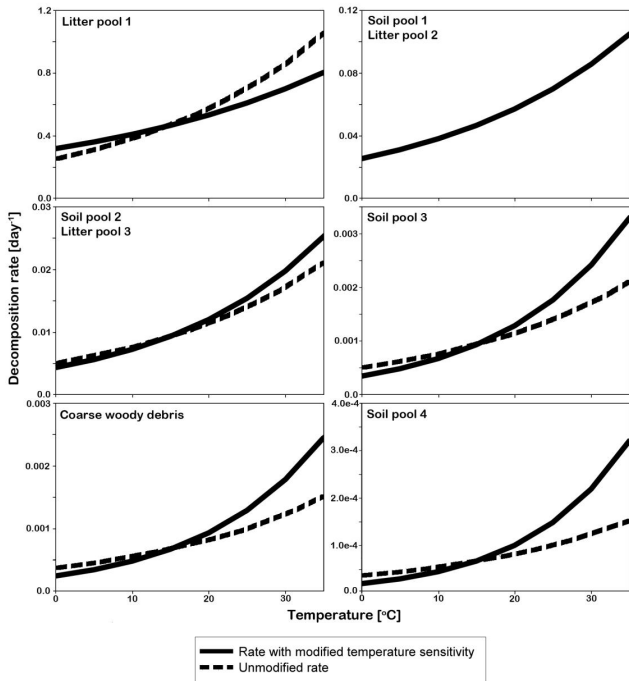 Decomposition rate [day-1]
1.2
0.8
0.4
0.0
Litter pool 1
0.12
0.08
0.04
0.0
Soil pool 1
Litter pool 2
0.03
0.02
0.01
0.0
Soil pool 2
Litter pool 3
0.003
0.002
0.001
0.0
Soil pool 3
0.003
0.002
0.001
0.00
Coarse woody debris
0 10 20 30
4.0e-4
3.0e-4
2.0e-4
1.0e-4
0.0
Soil pool 4
0 10 20 30
Temperature [oC]
Rate with modified temperature sensitivity
Unmodified rate